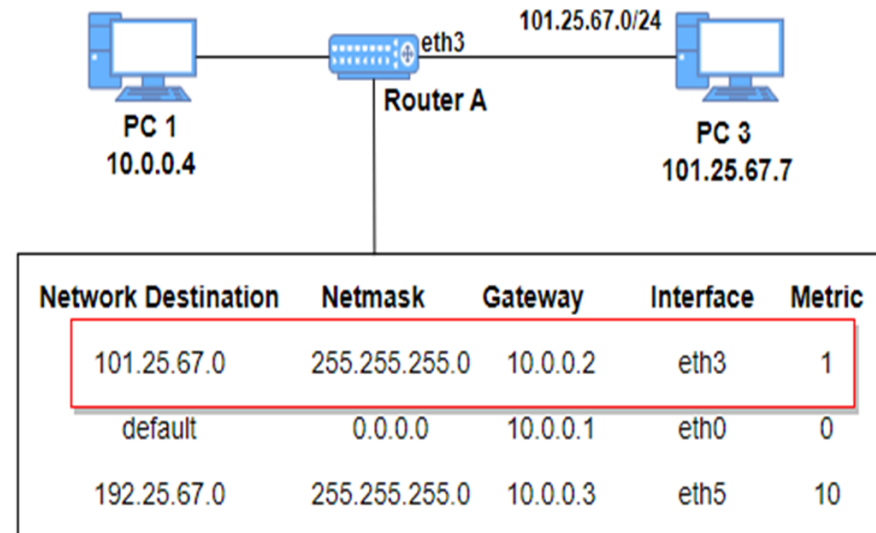 101.25.67.0/24
eth3
Router A
PC 1
10.0.0.4
PC 3
101.25.67.7
Network Destination Netmask Gateway Interface Metric
101.25.67.0 255.255.255.0 10.0.0.2 eth3 1
default 0.0.0.0 10.0.0.1 eth0 0
192.25.67.0 255.255.255.0 10.0.0.3 eth5 10